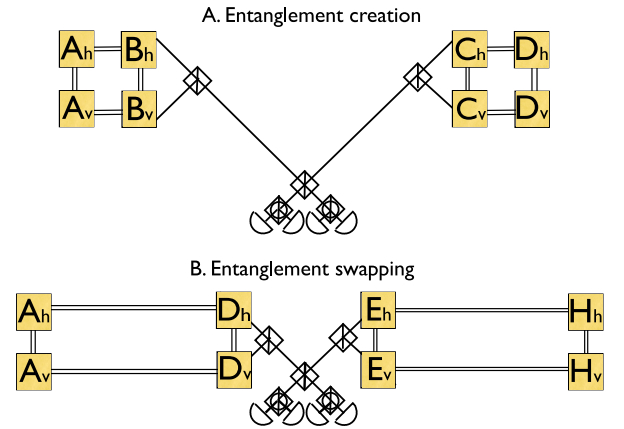 A. Entanglement creation
Ah Bh Ch Dh
Av Bv Cv Dv
B. Entanglement swapping
Ah Dh Eh Hh
Av Dv Ev Hv